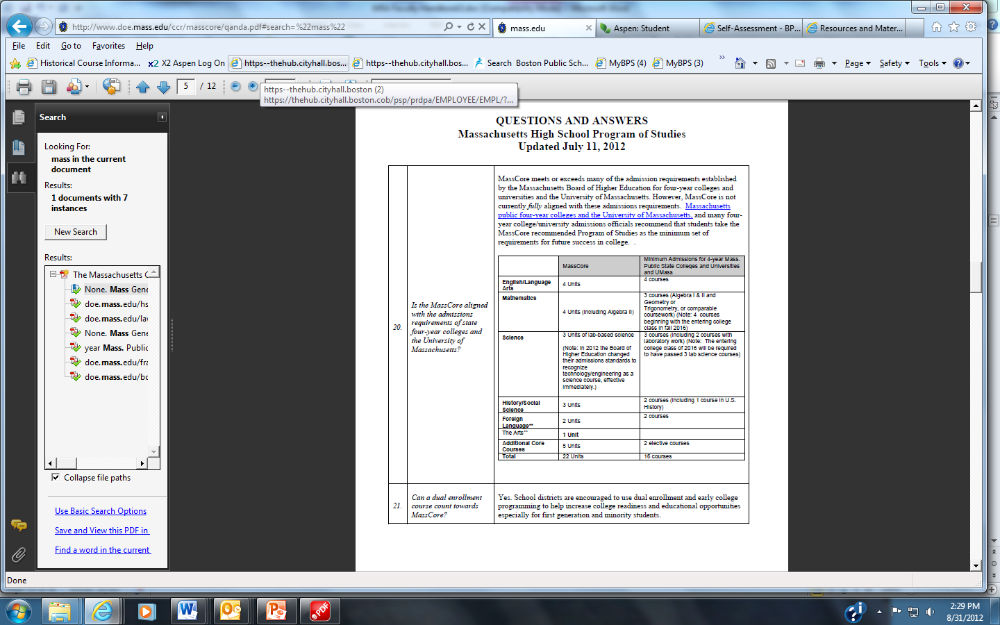 http://www.doe.mass.edu/ccr/masscore/qanda.pdf#search=%22mass%22
mass.edu
Aspen: Student
Self-Assessment - BP...
Resources and Mater...
File Edit Go to Favorites Help
Historical Course Informa...
X2 Aspen Log On
https--thehub.cityhall.bos...
https--thehub.cityhall.bos...
Search Boston Public Sch...
MyBPS (4)
MyBPS (3)
Page
Safety
Tools
5 / 12
https--thehub.cityhall.boston (2)
https://thehub.cityhall.boston.cob/psp/prdpa/EMPLOYEE/EMPL/?...
Search
Looking For:
mass in the current
document
Results:
1 documents with 7
instances
New Search
Results:
The Massachusetts C
None. Mass Gene
doe.mass.edu/hs
doe.mass.edu/lav
None. Mass Gene
year Mass. Public
doe.mass.edu/fra
doe.mass.edu/bc
Collapse file paths
Use Basic Search Options
Save and View this PDF in
Find a word in the current
QUESTIONS AND ANSWERS
Massachusetts High School Program of Studies
Updated July 11, 2012
20.
Is the MassCore aligned
with the admissions
requirements of state
four-year colleges and
the University of
Massachusetts?
MassCore meets or exceeds many of the admission requirements established
by the Massachusetts Board of Higher Education for four-year colleges and
universities and the University of Massachusetts. However, MassCore is not
currently fully aligned with these admissions requirements. Massachusetts
public four-year colleges and the University of Massachusetts, and many four-
year college/university admissions officials recommend that students take the
MassCore recommended Program of Studies as the minimum set of
requirements for future success in college. .
MassCore
Minimum Admissions for 4-year Mass.
Public State Colleges and Universities
and UMass
English/Language
Arts
4 Units
4 courses
Mathematics
4 Units (including Algebra II)
3 courses (Algebra I & II and
Geometry or
Trigonometry, or comparable
coursework) (Note: 4 courses
beginning with the entering college
class in fall 2016)
Science
3 Units of lab-based science
(Note: in 2012 the Board of
Higher Education changed
their admissions standards to
recognize
technology/engineering as a
science course, effective
immediately.)
3 courses (including 2 courses with
laboratory work) (Note: The entering
college class of 2016 will be required
to have passed 3 lab science courses)
History/Social
Science
3 Units
2 courses (including 1 course in U.S.
History)
Foreign
Language**
2 Units
2 courses
The Arts**
1 Unit
Additional Core
Courses
5 Units
2 elective courses
Total
22 Units
16 courses
21.
Can a dual enrollment
course count towards
MassCore?
Yes. School districts are encouraged to use dual enrollment and early college
programming to help increase college readiness and educational opportunities
especially for first generation and minority students.
Done
2:29 PM
8/31/2012